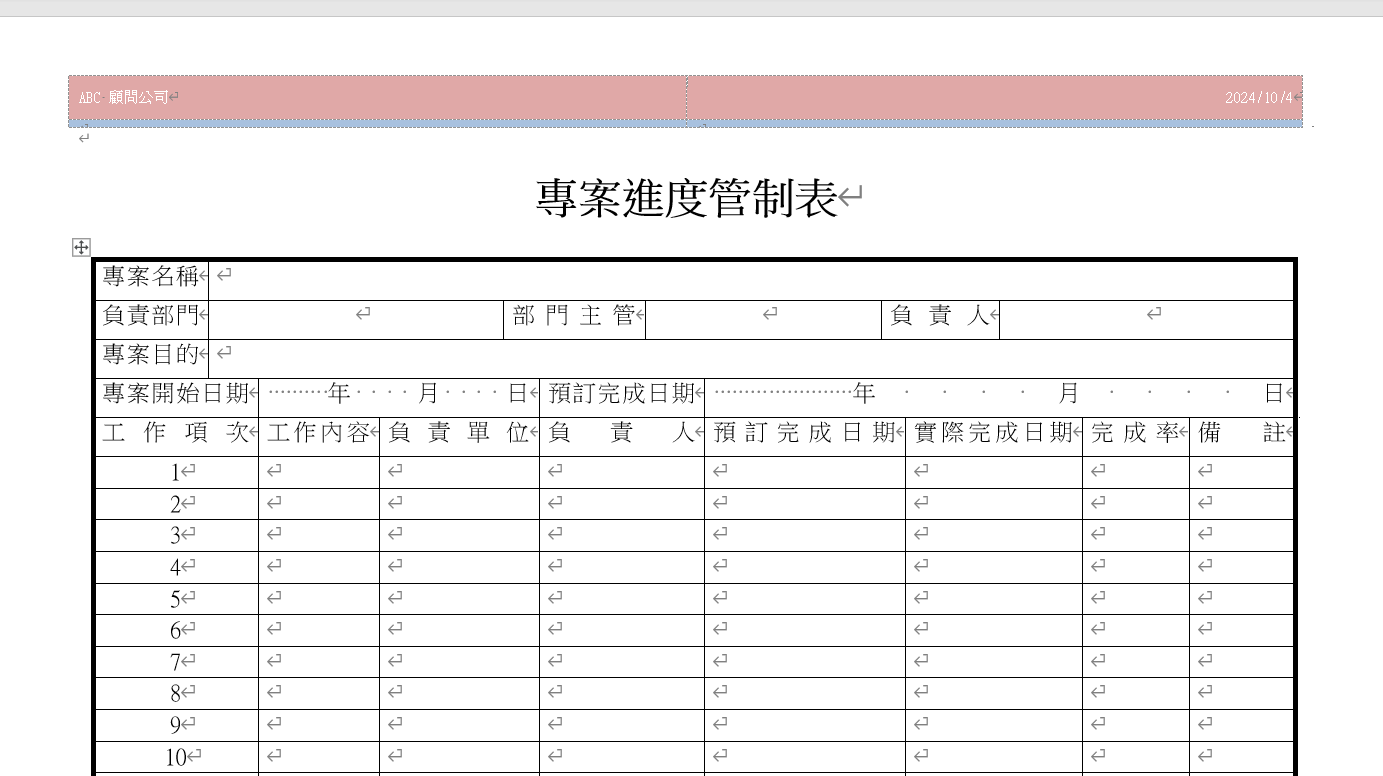 ABC 顧問公司 2024/10/4
專案進度管制表
專案名稱
負責部門 部門主管 負責人
專案目的
專案開始日期 年 月 日 預訂完成日期 年 月 日
工作項次 工作內容 負責單位 負責人 預訂完成日期 實際完成日期 完成率 備註
1
2
3
4
5
6
7
8
9
10